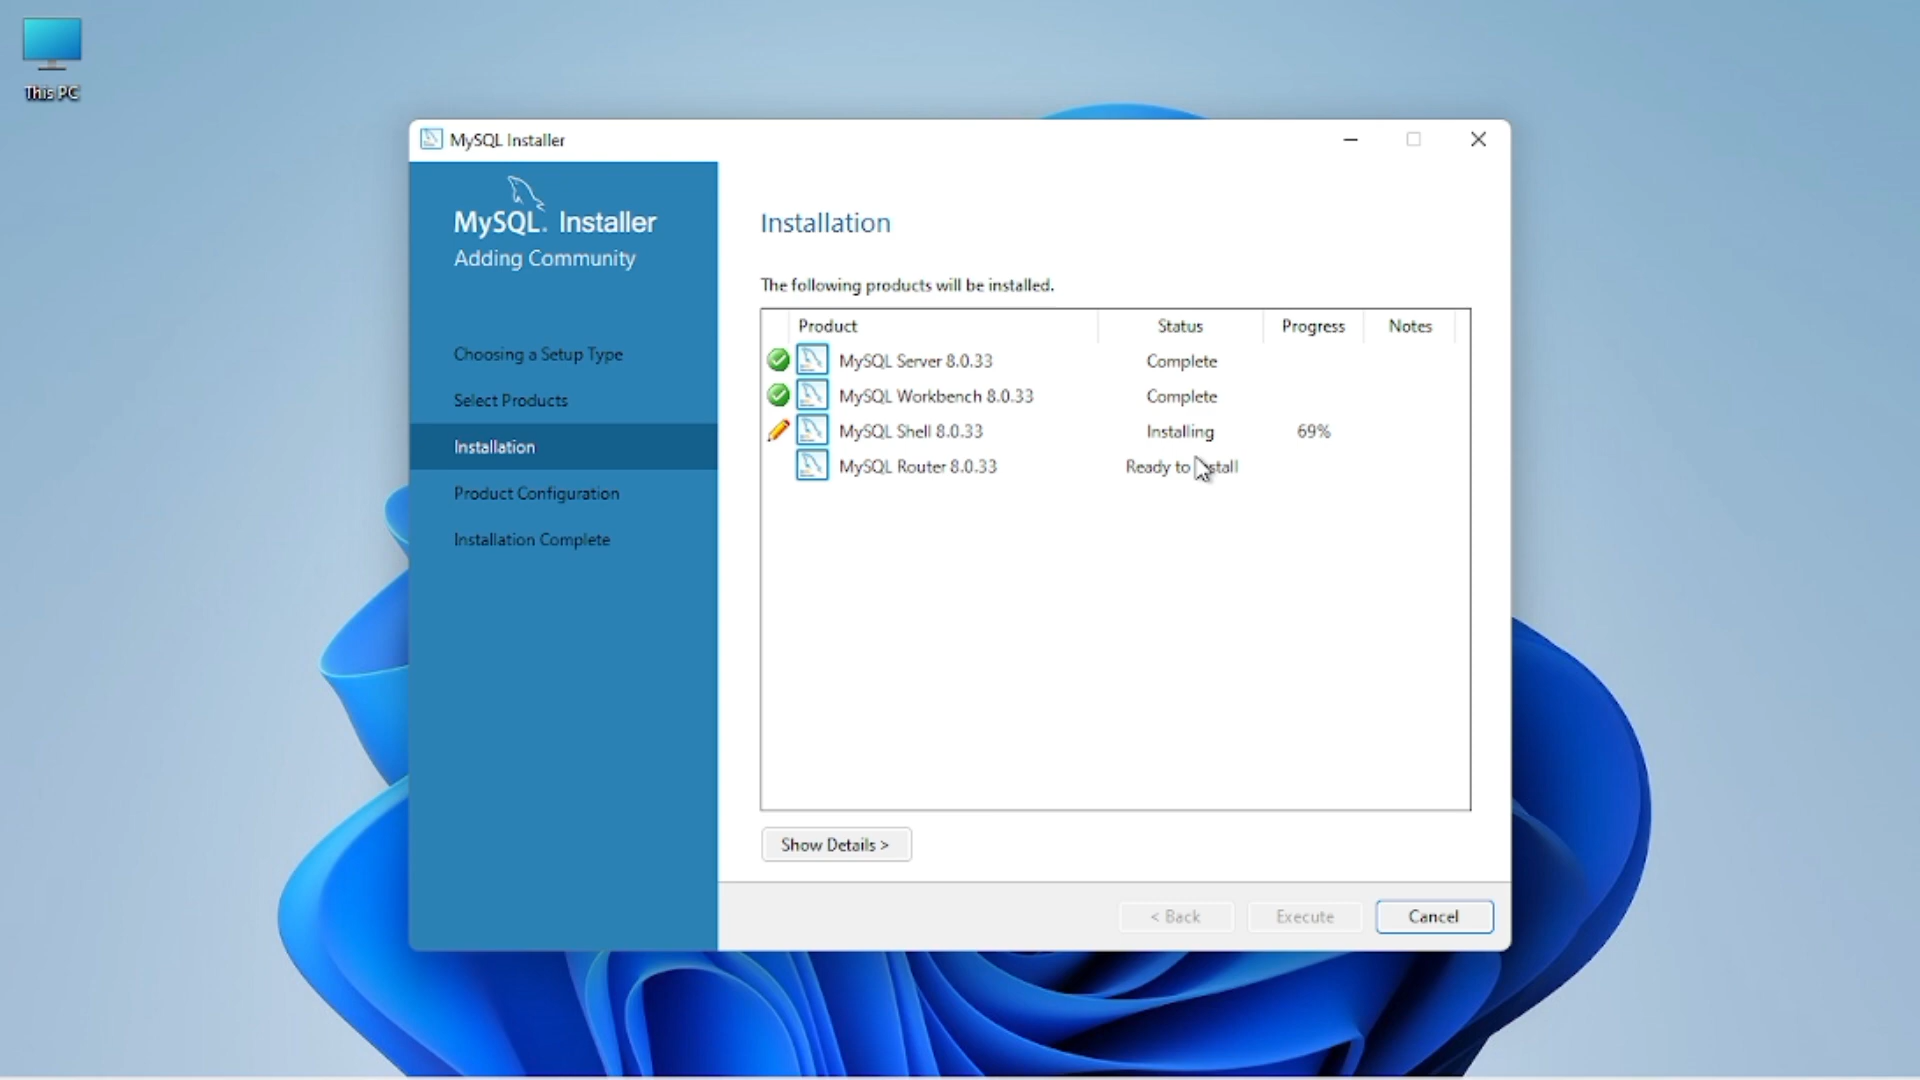 This PC
MySQL Installer
MySQL. Installer
Adding Community
Choosing a Setup Type
Select Products
Installation
Product Configuration
Installation Complete
Installation
The following products will be installed.
Product Status Progress Notes
MySQL Server 8.0.33 Complete
MySQL Workbench 8.0.33 Complete
MySQL Shell 8.0.33 Installing 69%
MySQL Router 8.0.33 Ready to Install
Show Details >
< Back Execute Cancel